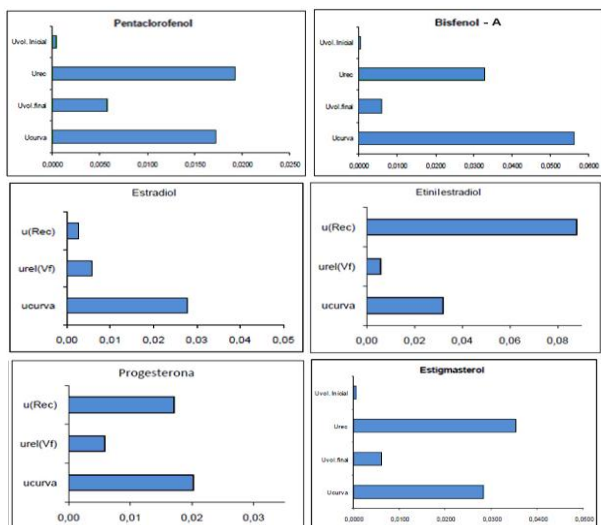 Pentaclorofenol
Uvol. Inicial
Urec
Uvol.final
Ucurva
0,0000 0,0050 0,0100 0,0150 0,0200 0,0250
Bisfenol - A
Uvol. Inicial
Urec
Uvol.final
Ucurva
0,0000 0,0100 0,0200 0,0300 0,0400 0,0500 0,0600
Estradiol
u(Rec)
urel(Vf)
ucurva
0,00 0,01 0,02 0,03 0,04 0,05
Etinilestradiol
u(Rec)
urel(Vf)
ucurva
0,00 0,02 0,04 0,06 0,08
Progesterona
u(Rec)
urel(Vf)
ucurva
0,00 0,01 0,02 0,03
Estigmasterol
Uvol. Inicial
Urec
Uvol.final
Ucurva
0,0000 0,0100 0,0200 0,0300 0,0400 0,0500